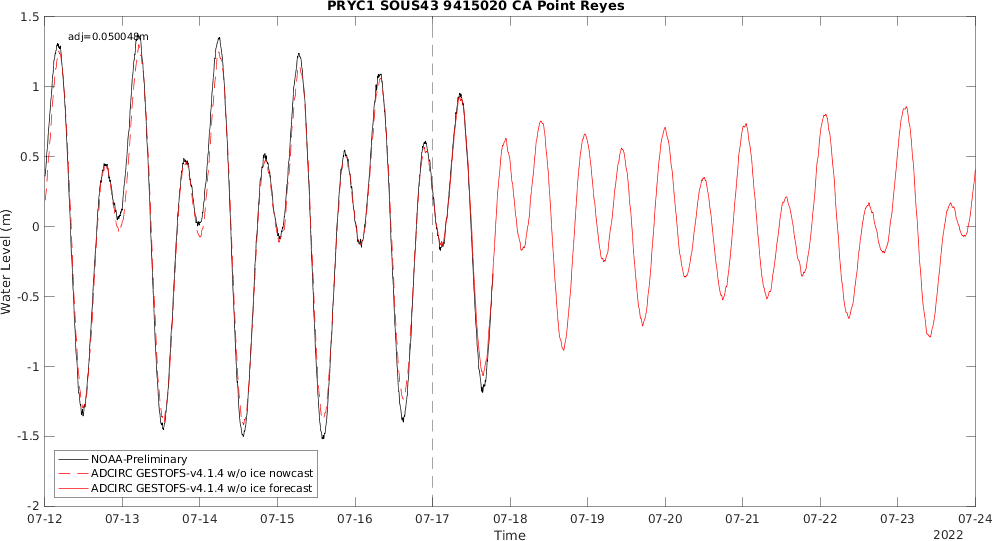 PRYC1 SOUS43 9415020 CA Point Reyes
adj=0.050048m
1.5
1
0.5
0
-0.5
-1
-1.5
-2
Water Level (m)
NOAA-Preliminary
ADCIRC GESTOFS-v4.1.4 w/o ice nowcast
ADCIRC GESTOFS-v4.1.4 w/o ice forecast
07-12 07-13 07-14 07-15 07-16 07-17 07-18 07-19 07-20 07-21 07-22 07-23 07-24
Time
2022